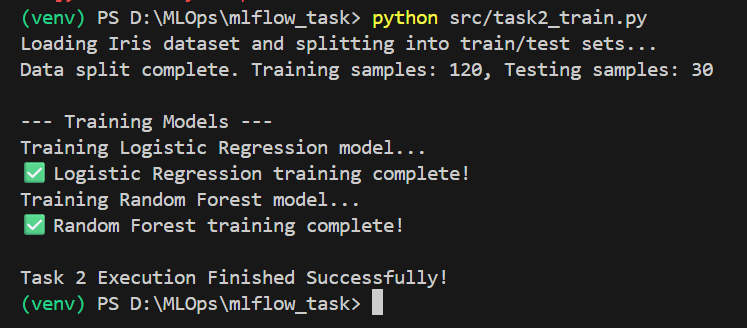 (venv) PS D:\MLOps\mlflow_task> python src/task2_train.py
Loading Iris dataset and splitting into train/test sets...
Data split complete. Training samples: 120, Testing samples: 30
--- Training Models ---
Training Logistic Regression model...
✅ Logistic Regression training complete!
Training Random Forest model...
✅ Random Forest training complete!
Task 2 Execution Finished Successfully!
(venv) PS D:\MLOps\mlflow_task>